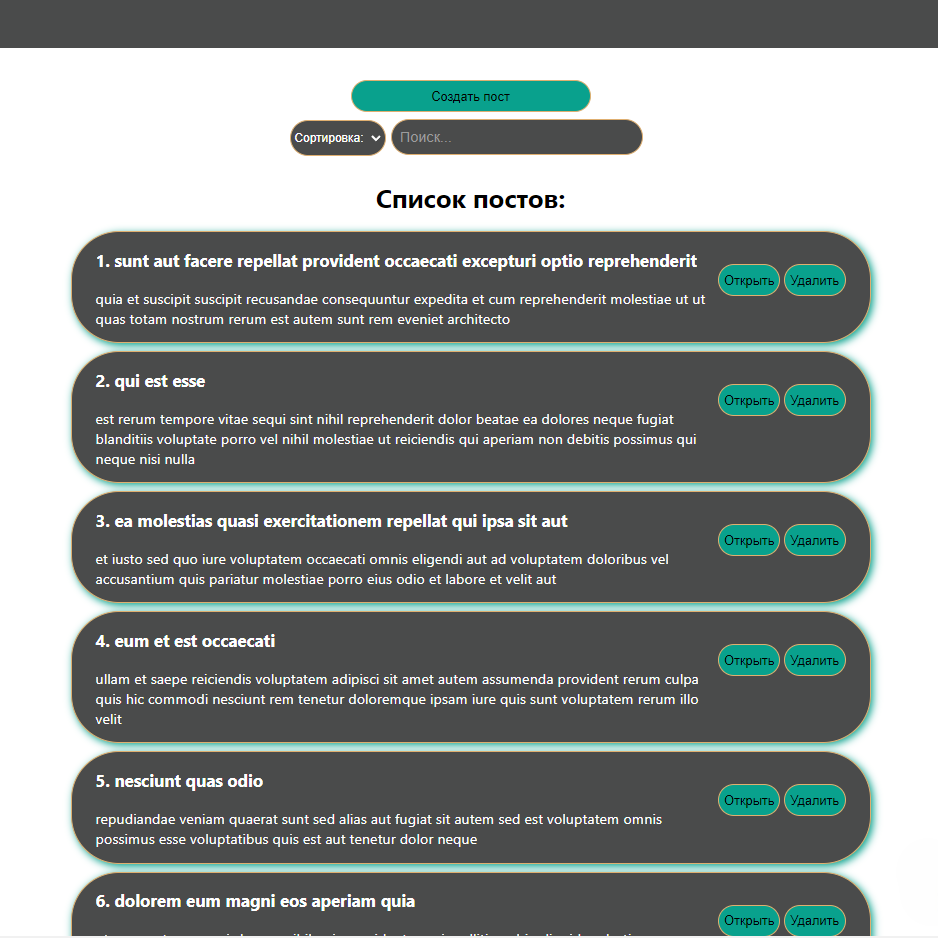 Создать пост
Сортировка:
Поиск...
Список постов:
1. sunt aut facere repellat provident occaecati excepturi optio reprehenderit
Открыть Удалить
quia et suscipit suscipit recusandae consequuntur expedita et cum reprehenderit molestiae ut ut
quas totam nostrum rerum est autem sunt rem eveniet architecto
2. qui est esse
Открыть Удалить
est rerum tempore vitae sequi sint nihil reprehenderit dolor beatae ea dolores neque fugiat
blanditiis voluptate porro vel nihil molestiae ut reiciendis qui aperiam non debitis possimus qui
neque nisi nulla
3. ea molestias quasi exercitationem repellat qui ipsa sit aut
Открыть Удалить
et iusto sed quo iure voluptatem occaecati omnis eligendi aut ad voluptatem doloribus vel
accusantium quis pariatur molestiae porro eius odio et labore et velit aut
4. eum et est occaecati
Открыть Удалить
ullam et saepe reiciendis voluptatem adipisci sit amet autem assumenda provident rerum culpa
quis hic commodi nesciunt rem tenetur doloremque ipsam iure quis sunt voluptatem rerum illo
velit
5. nesciunt quas odio
Открыть Удалить
repudiandae veniam quaerat sunt sed alias aut fugiat sit autem sed est voluptatem omnis
possimus esse voluptatibus quis est aut tenetur dolor neque
6. dolorem eum magni eos aperiam quia
Открыть Удалить